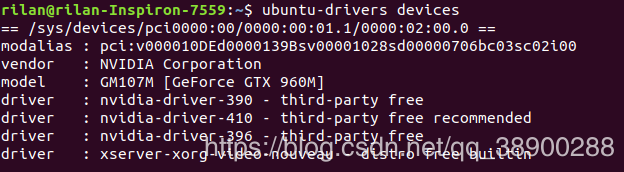 rilan@rilan-Inspiron-7559:~$ ubuntu-drivers devices
== /sys/devices/pci0000:00/0000:00:01.1/0000:02:00.0 ==
modalias : pci:v000010DEd0000139Bsv00001028sd00000706bc03sc02i00
vendor   : NVIDIA Corporation
model    : GM107M [GeForce GTX 960M]
driver   : nvidia-driver-390 - third-party free
driver   : nvidia-driver-410 - third-party free recommended
driver   : nvidia-driver-396 - third-party free
driver   : xserver-xorg-video-nouveau - distro free builtin
https://blog.csdn.net/qq_38900288